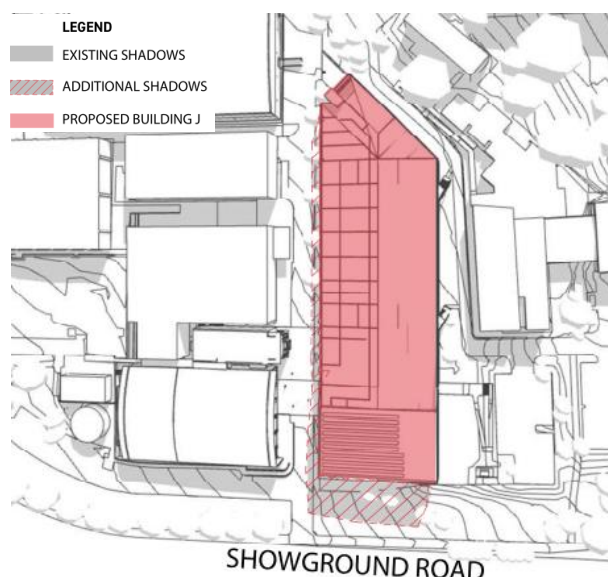 LEGEND
EXISTING SHADOWS
ADDITIONAL SHADOWS
PROPOSED BUILDING J
SHOWGROUND ROAD